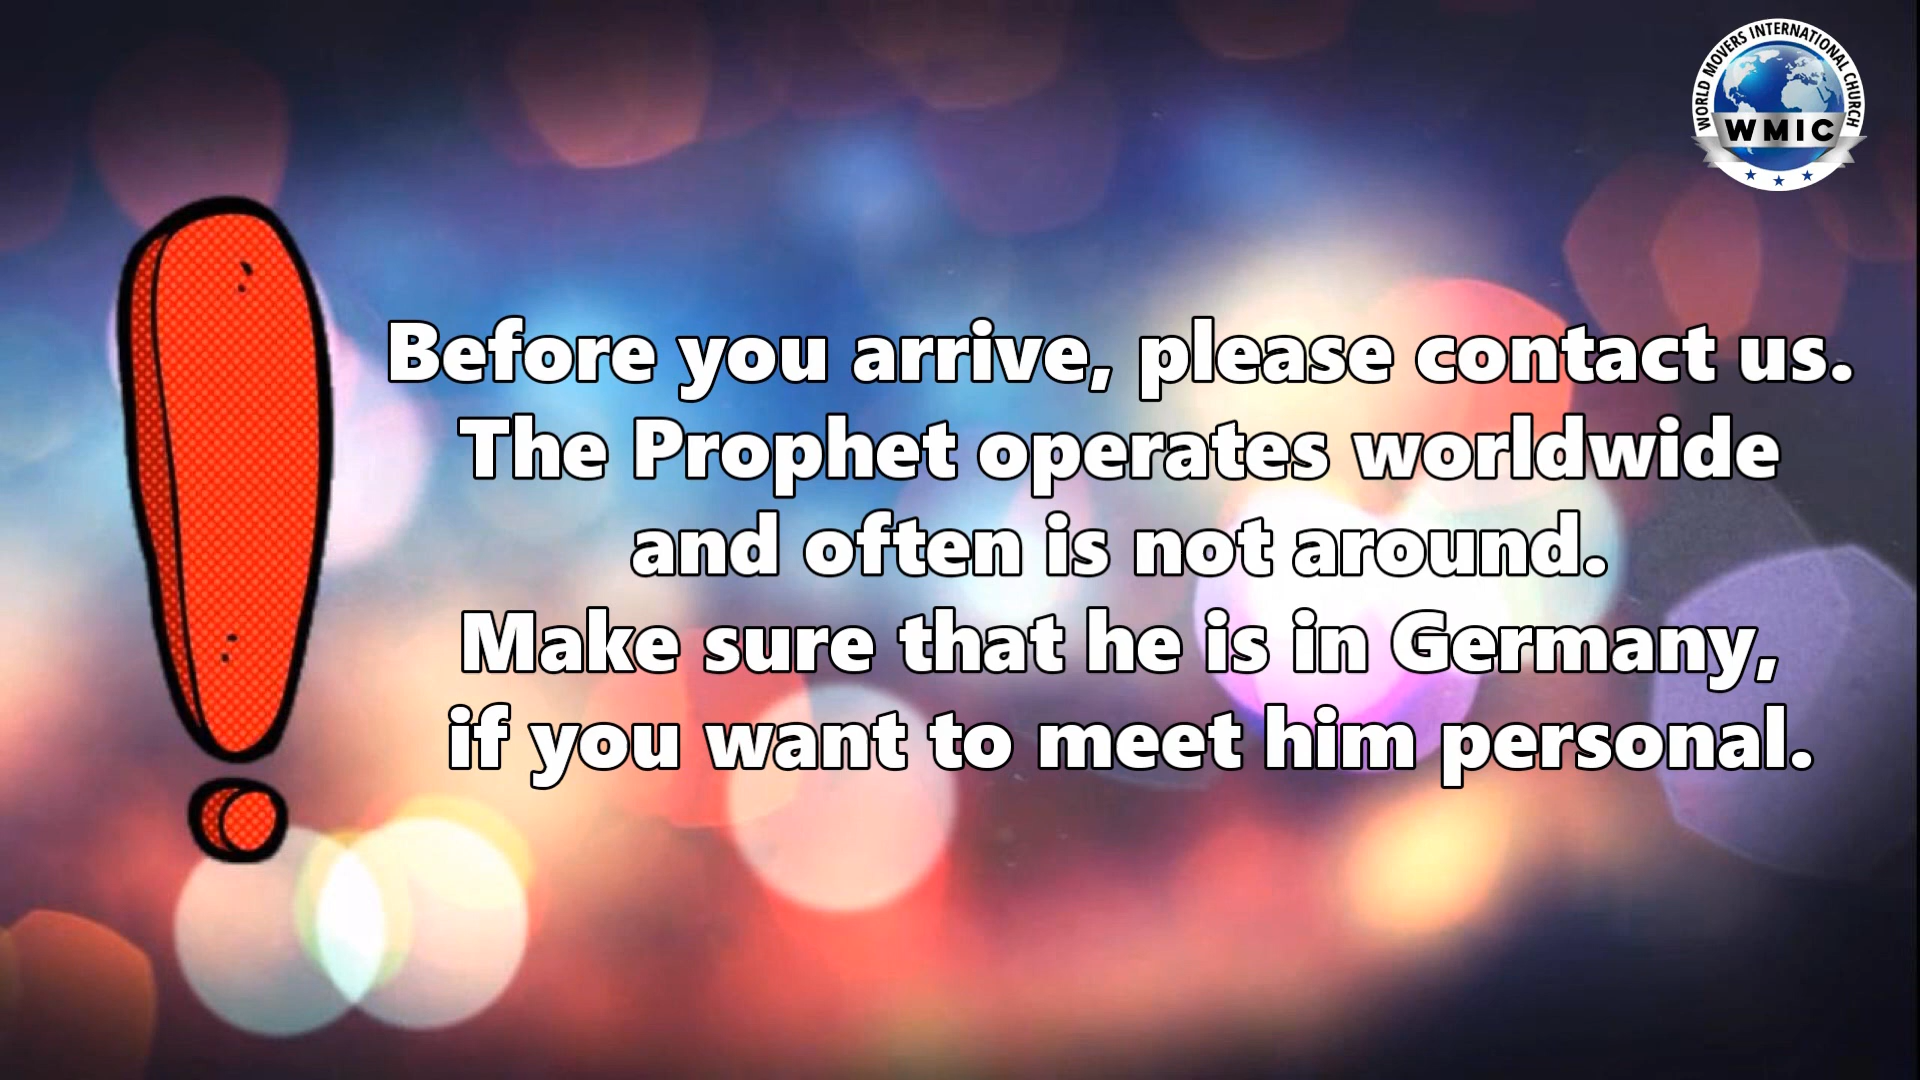 WORLD MOVERS INTERNATIONAL CHURCH
WMIC
Before you arrive, please contact us.
The Prophet operates worldwide
and often is not around.
Make sure that he is in Germany,
if you want to meet him personal.